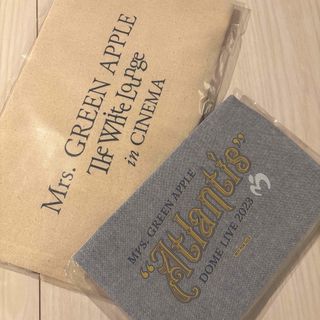 Mrs. GREEN APPLE
The White Lounge
in CINEMA
Mrs. GREEN APPLE
"Atlantis"
DOME LIVE 2023